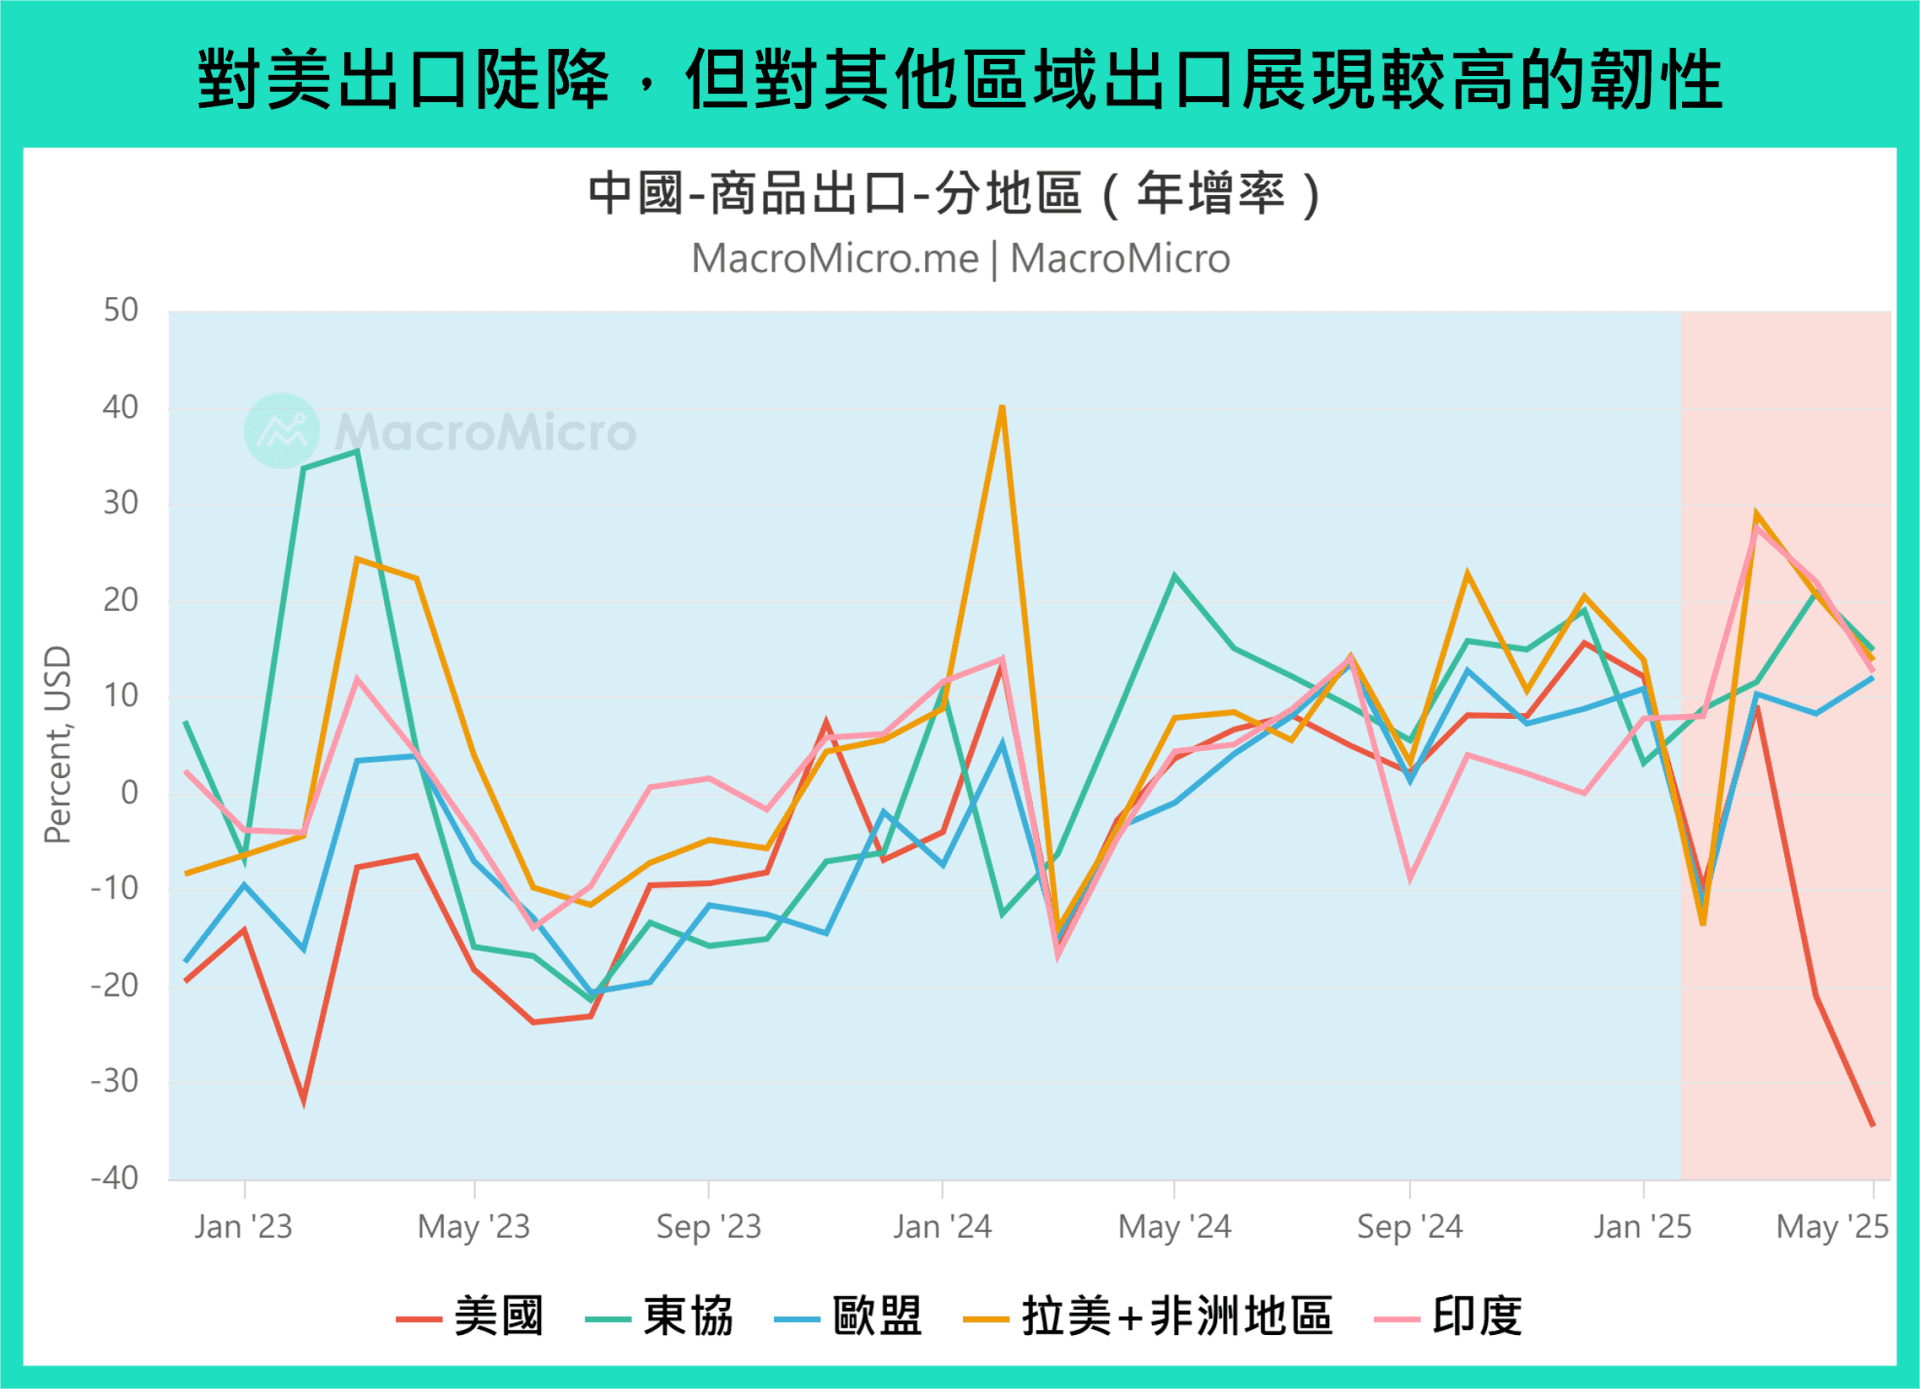 對美出口陡降，但對其他區域出口展現較高的韌性
中國-商品出口-分地區（年增率）
MacroMicro.me | MacroMicro
50
40
30
20
10
0
-10
-20
-30
-40
Percent, USD
MacroMicro
Jan '23 May '23 Sep '23 Jan '24 May '24 Sep '24 Jan '25 May '25
美國 東協 歐盟 拉美+非洲地區 印度